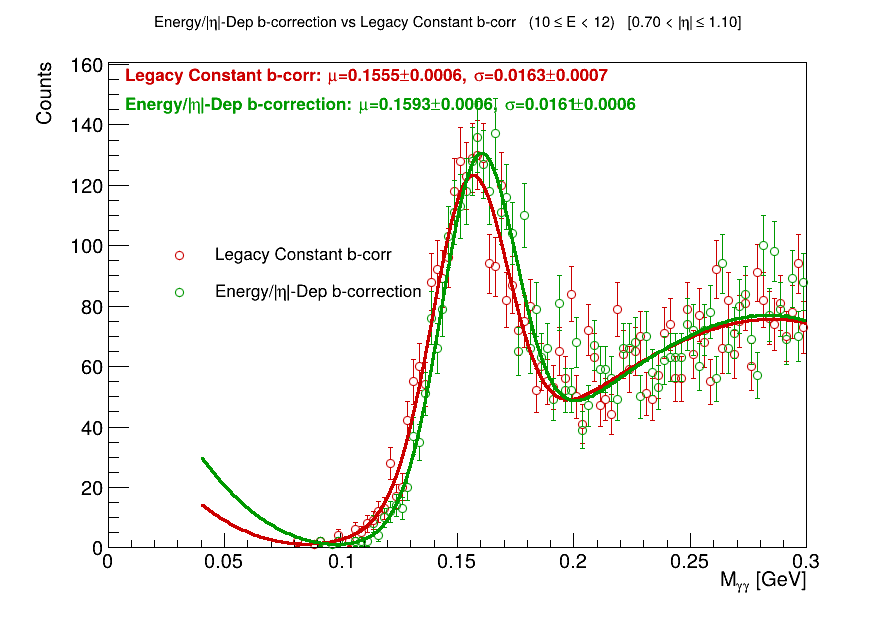 Energy/|η|-Dep b-correction vs Legacy Constant b-corr (10 ≤ E < 12) [0.70 < |η| ≤ 1.10]
Counts
Legacy Constant b-corr: μ=0.1555±0.0006, σ=0.0163±0.0007
Energy/|η|-Dep b-correction: μ=0.1593±0.0006, σ=0.0161±0.0006
160
140
120
100
80
60
40
20
0
Legacy Constant b-corr
Energy/|η|-Dep b-correction
0 0.05 0.1 0.15 0.2 0.25 0.3
Mγγ [GeV]